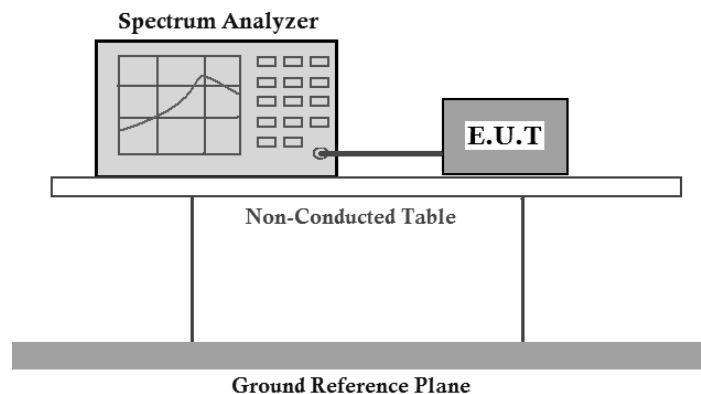 Spectrum Analyzer
E.U.T
Non-Conducted Table
Ground Reference Plane